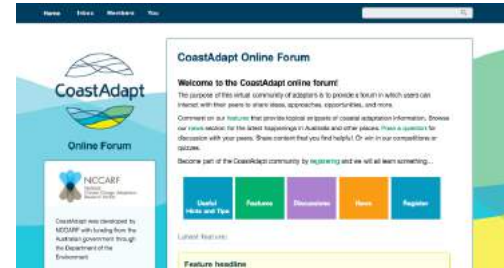 Home Inbox Members You
CoastAdapt
Online Forum
NCCARF
National
Climate Change Adaptation
Research Facility
CoastAdapt was developed by
NCCARF with funding from the
Australian government through
the Department of the
Environment
CoastAdapt Online Forum
Welcome to the CoastAdapt online forum!
The purpose of this virtual community of adaptors is to provide a forum in which users can
interact with their peers to share ideas, approaches, opportunities, and more.
Comment on our features that provide topical snippets of coastal adaptation information. Browse
our news section for the latest happenings in Australia and other places. Pose a question for
discussion with your peers. Share content that you find helpful. Or win in our competitions or
quizzes.
Become part of the CoastAdapt community by registering and we will all learn something...
Useful
Hints and Tips
Features
Discussions
News
Register
Latest features:
Feature headline